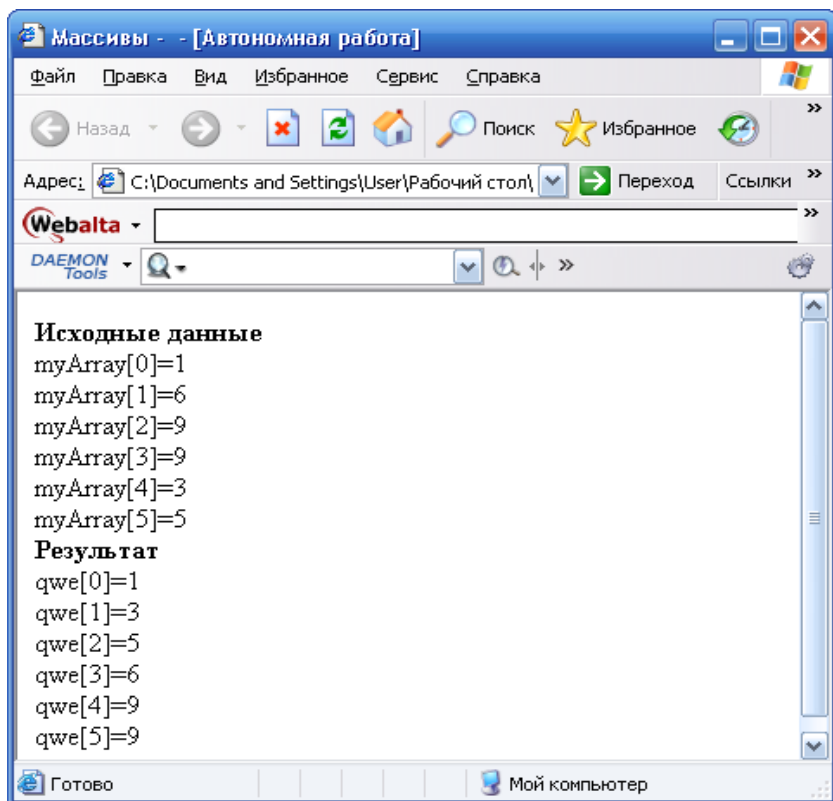 Массивы - - [Автономная работа]
Файл Правка Вид Избранное Сервис Справка
Назад Поиск Избранное »
Адрес: C:\Documents and Settings\User\Рабочий стол\ Переход Ссылки »
Webalta »
DAEMON Tools »
Исходные данные
myArray[0]=1
myArray[1]=6
myArray[2]=9
myArray[3]=9
myArray[4]=3
myArray[5]=5
Результат
qwe[0]=1
qwe[1]=3
qwe[2]=5
qwe[3]=6
qwe[4]=9
qwe[5]=9
Готово Мой компьютер